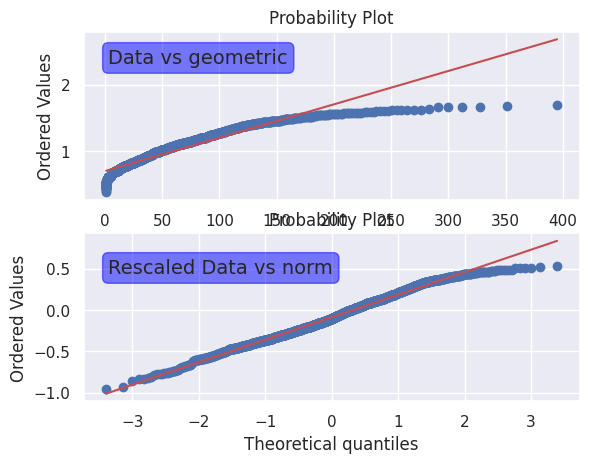 Probability Plot
Data vs geometric
Ordered Values
2
1
0 50 100 150 200 250 300 350 400
Probability Plot
Rescaled Data vs norm
Ordered Values
0.5
0.0
−0.5
−1.0
−3 −2 −1 0 1 2 3
Theoretical quantiles